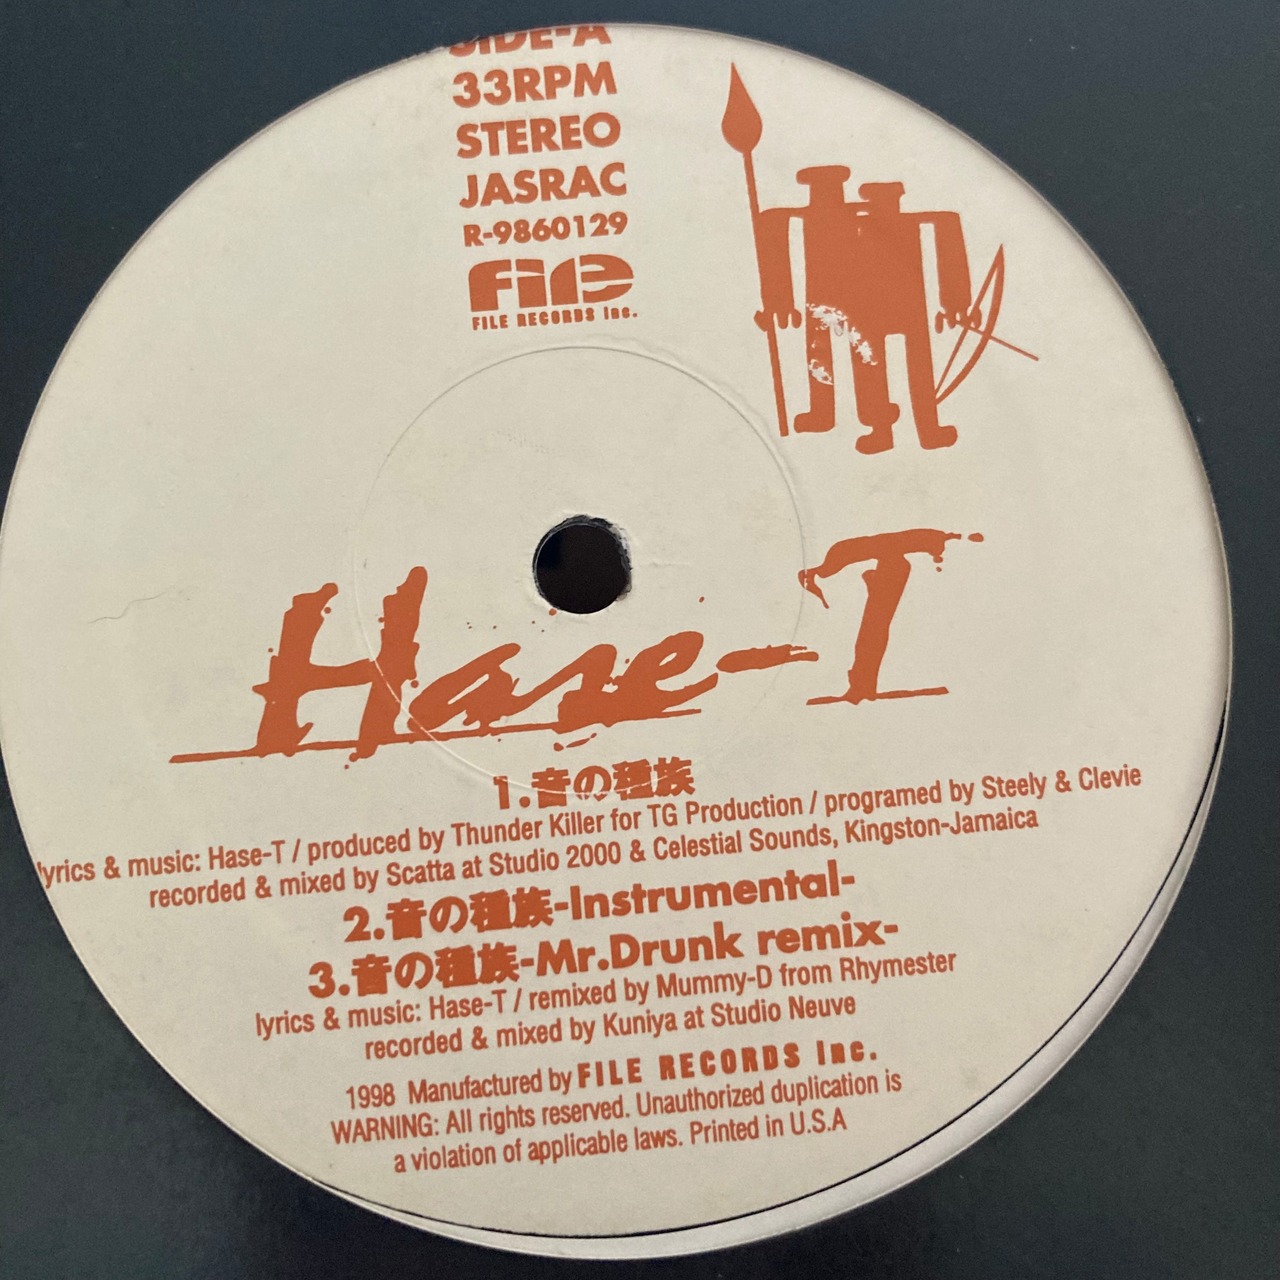 SIDE-A
33RPM
STEREO
JASRAC
R-9860129
FiLE
FILE RECORDS Inc.
Hase-T
1.音の種族
lyrics & music: Hase-T / produced by Thunder Killer for TG Production / programed by Steely & Clevie
recorded & mixed by Scatta at Studio 2000 & Celestial Sounds, Kingston-Jamaica
2.音の種族-Instrumental-
3.音の種族-Mr.Drunk remix-
lyrics & music: Hase-T / remixed by Mummy-D from Rhymester
recorded & mixed by Kuniya at Studio Neuve
1998 Manufactured by FILE RECORDS Inc.
WARNING: All rights reserved. Unauthorized duplication is
a violation of applicable laws. Printed in U.S.A